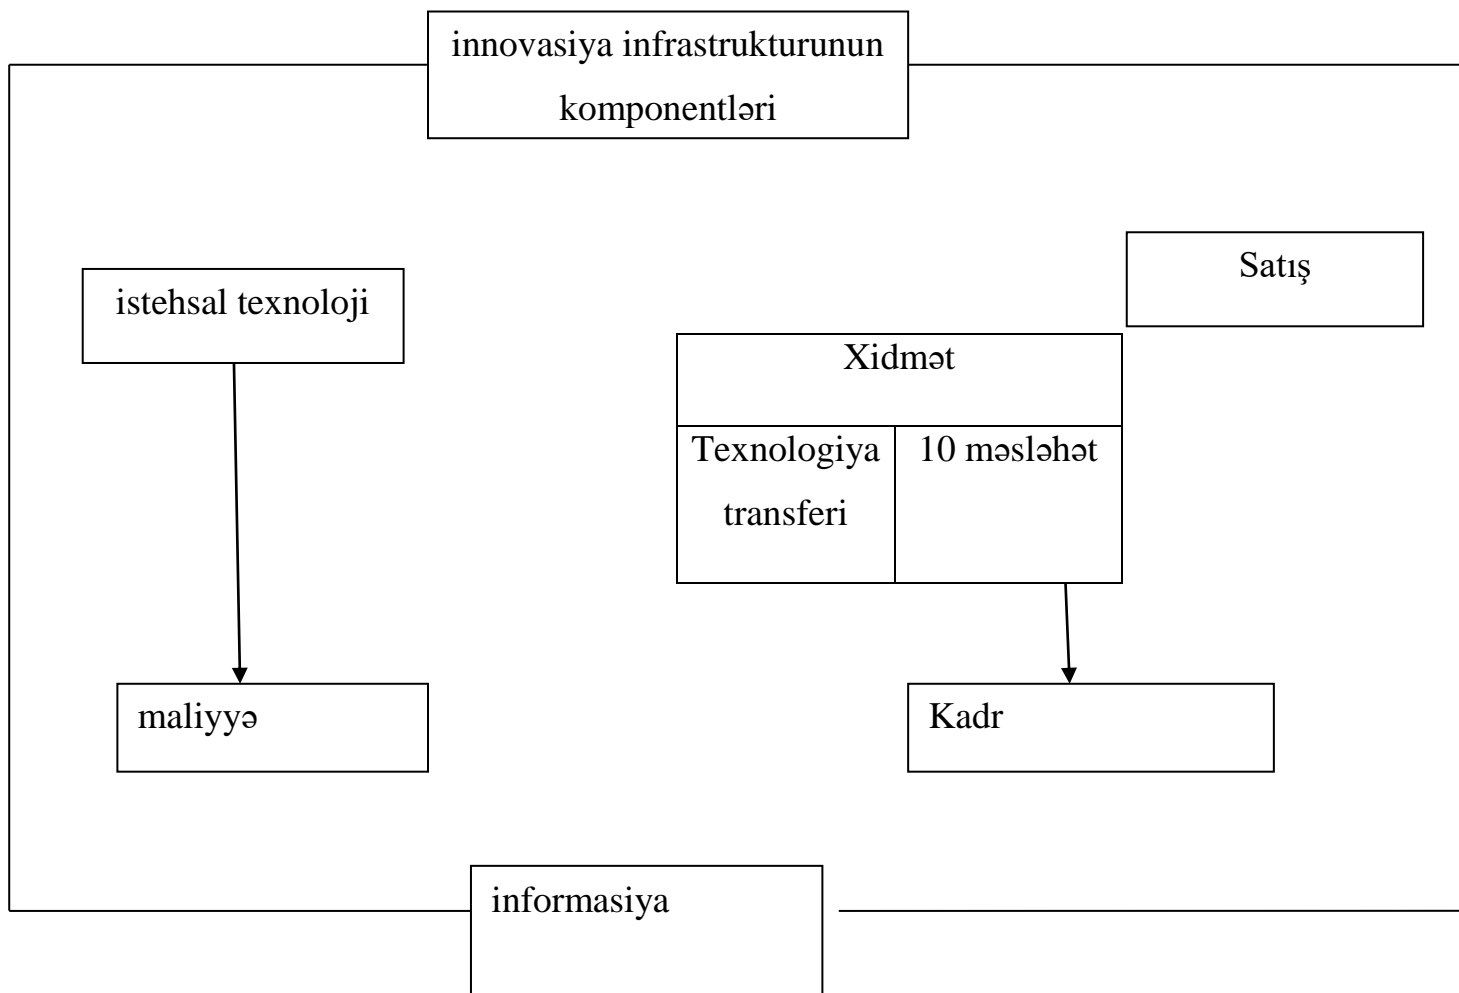 innovasiya infrastrukturunun
komponentləri
Satış
istehsal texnoloji
Xidmət
Texnologiya
transferi
10 məsləhət
maliyyə
Kadr
informasiya